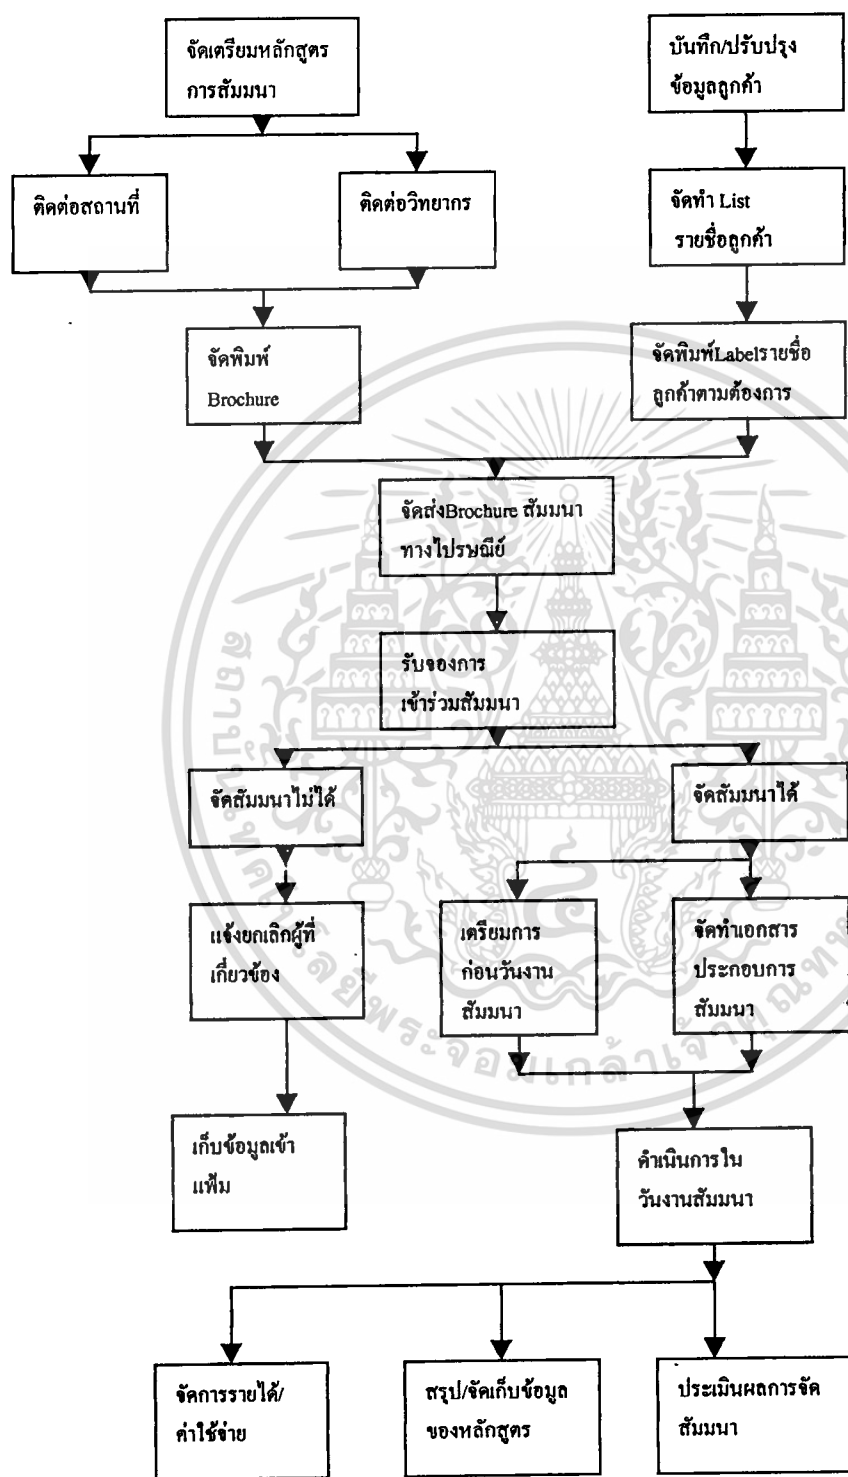 จัดเตรียมหลักสูตร
การสัมมนา
บันทึก/ปรับปรุง
ข้อมูลลูกค้า
ติดต่อสถานที่
ติดต่อวิทยากร
จัดทำ List
รายชื่อลูกค้า
จัดพิมพ์
Brochure
จัดพิมพ์Labelรายชื่อ
ลูกค้าตามต้องการ
จัดส่งBrochure สัมมนา
ทางไปรษณีย์
รับจองการ
เข้าร่วมสัมมนา
จัดสัมมนาไม่ได้
จัดสัมมนาได้
แจ้งยกเลิกผู้ที่
เกี่ยวข้อง
เตรียมการ
ก่อนวันงาน
สัมมนา
จัดทำเอกสาร
ประกอบการ
สัมมนา
เก็บข้อมูลเข้า
แฟ้ม
ดำเนินการใน
วันงานสัมมนา
จัดการรายได้/
ค่าใช้จ่าย
สรุป/จัดเก็บข้อมูล
ของหลักสูตร
ประเมินผลการจัด
สัมมนา